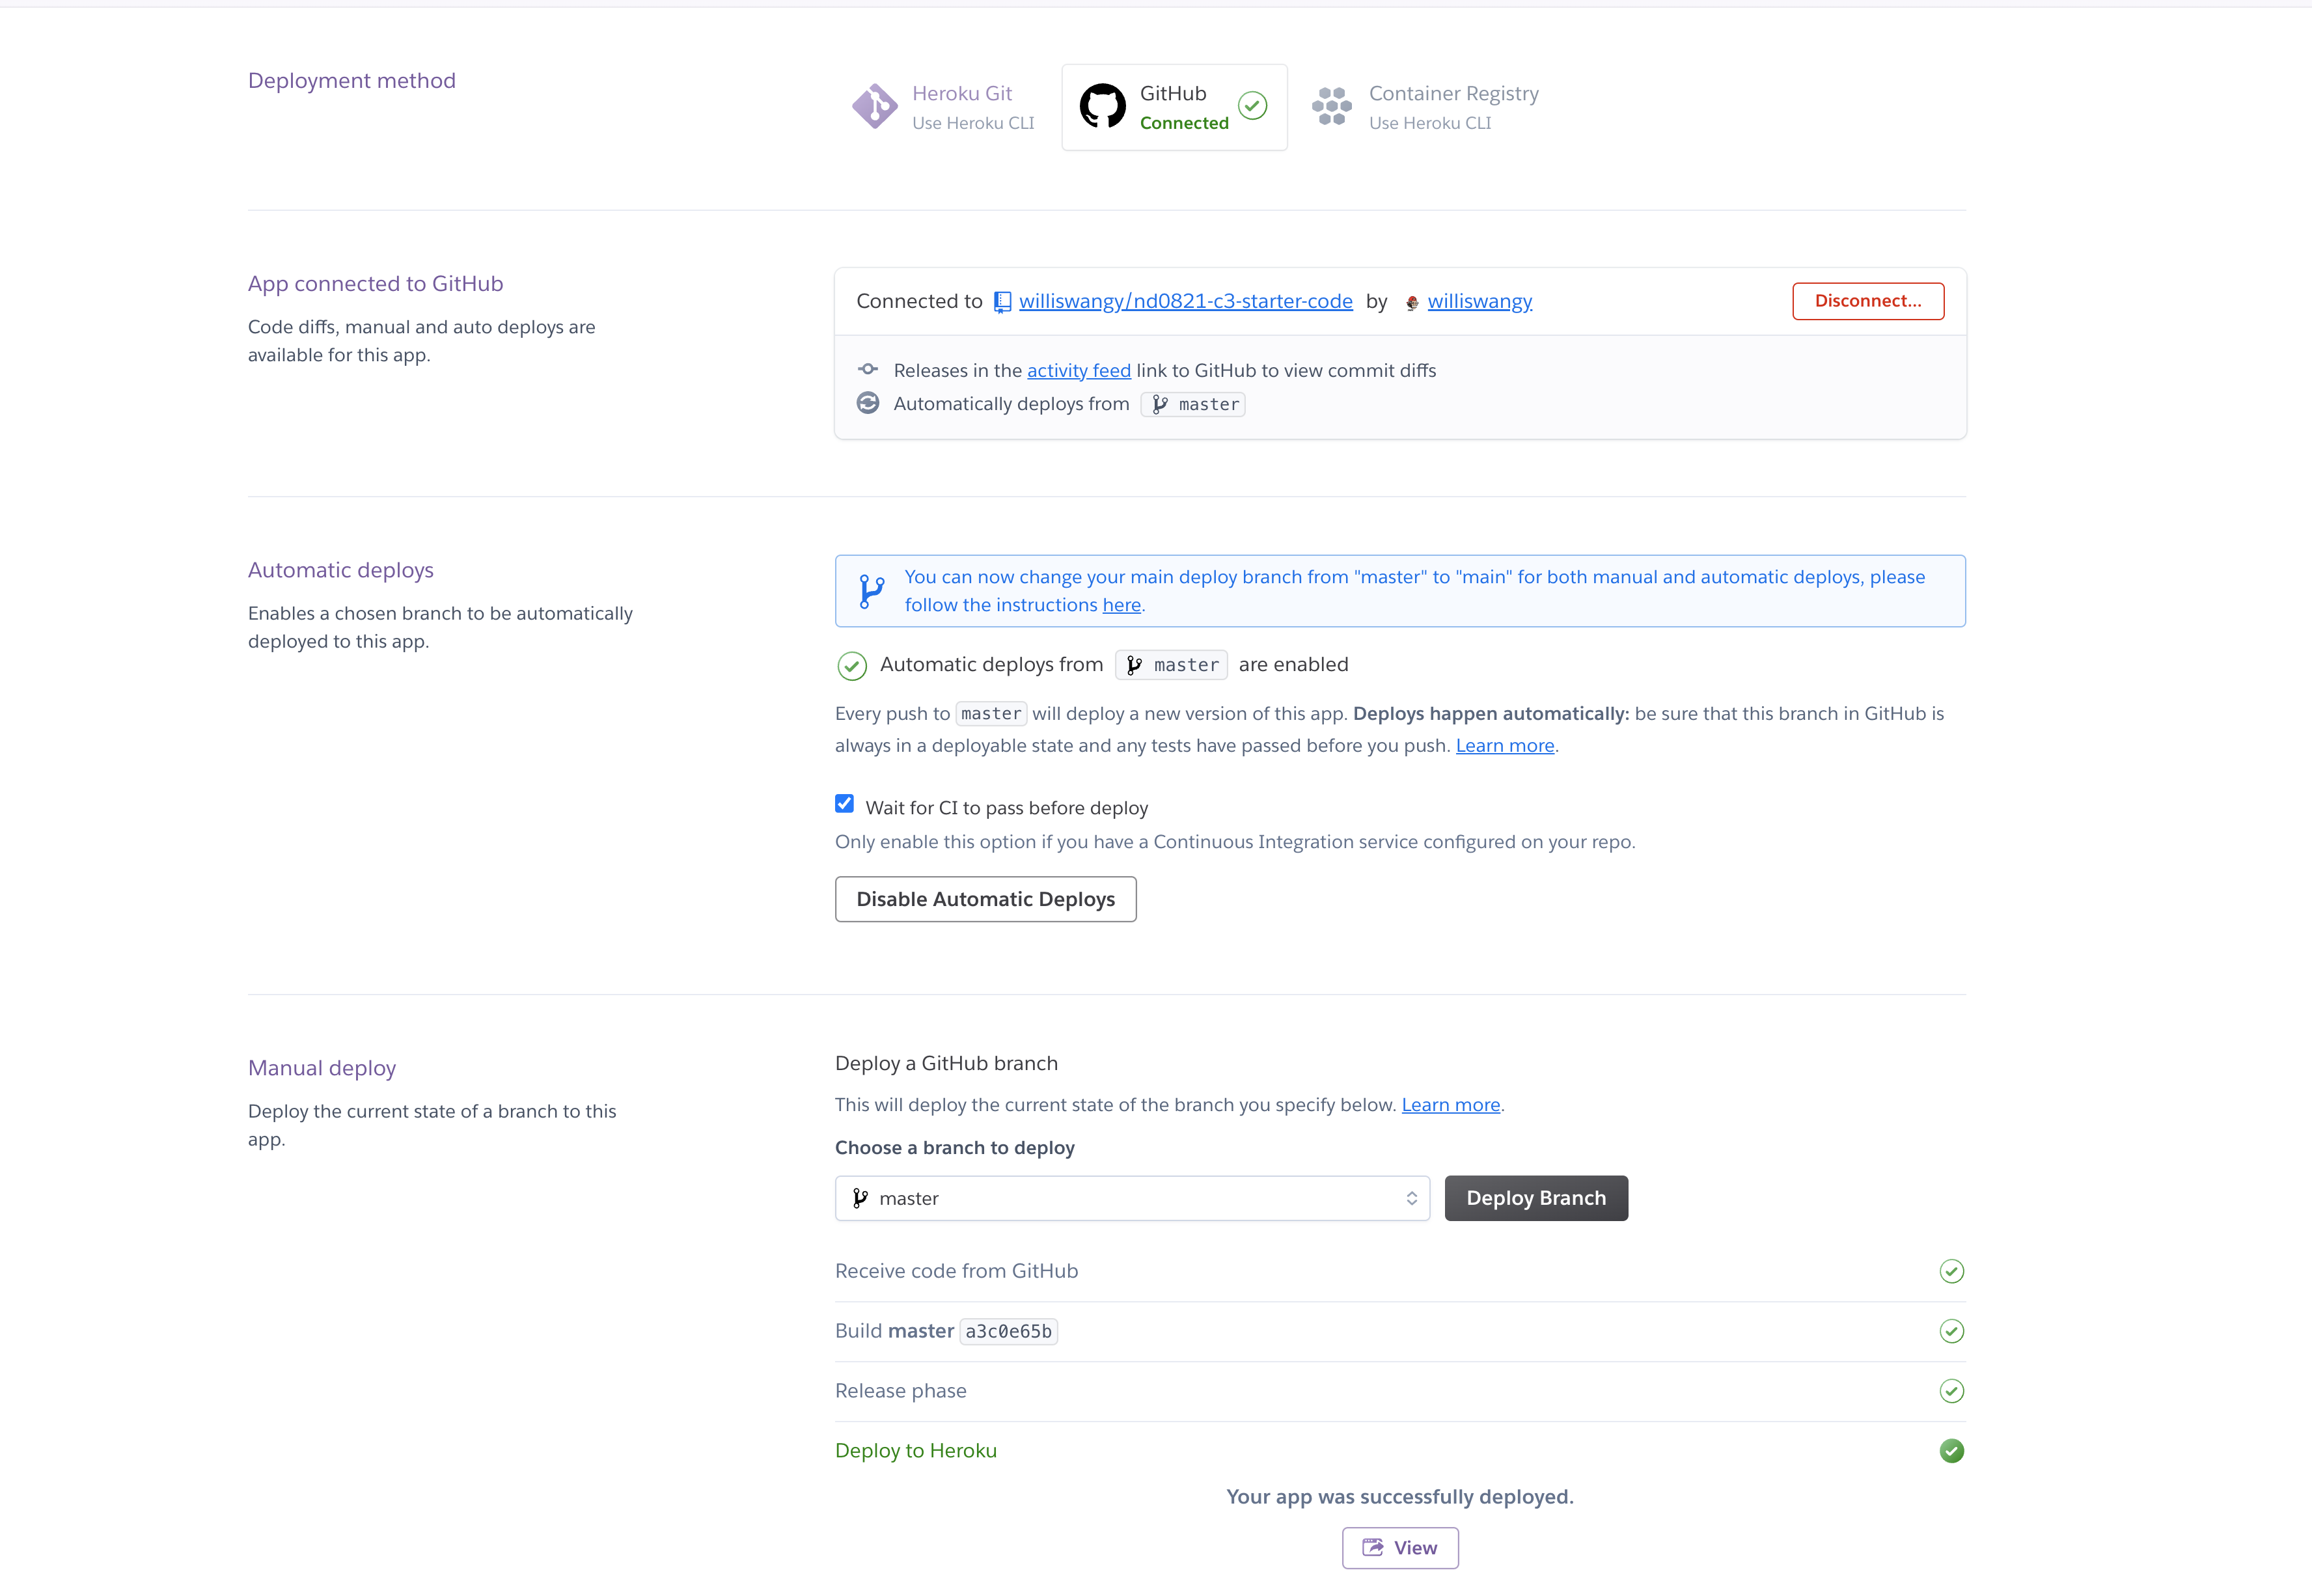 Deployment method
Heroku Git
Use Heroku CLI
GitHub
Connected
Container Registry
Use Heroku CLI
App connected to GitHub
Code diffs, manual and auto deploys are
available for this app.
Connected to williswangy/nd0821-c3-starter-code by williswangy
Disconnect...
Releases in the activity feed link to GitHub to view commit diffs
Automatically deploys from master
Automatic deploys
Enables a chosen branch to be automatically
deployed to this app.
You can now change your main deploy branch from "master" to "main" for both manual and automatic deploys, please
follow the instructions here.
Automatic deploys from master are enabled
Every push to master will deploy a new version of this app. Deploys happen automatically: be sure that this branch in GitHub is
always in a deployable state and any tests have passed before you push. Learn more.
Wait for CI to pass before deploy
Only enable this option if you have a Continuous Integration service configured on your repo.
Disable Automatic Deploys
Manual deploy
Deploy the current state of a branch to this
app.
Deploy a GitHub branch
This will deploy the current state of the branch you specify below. Learn more.
Choose a branch to deploy
master
Deploy Branch
Receive code from GitHub
Build master a3c0e65b
Release phase
Deploy to Heroku
Your app was successfully deployed.
View